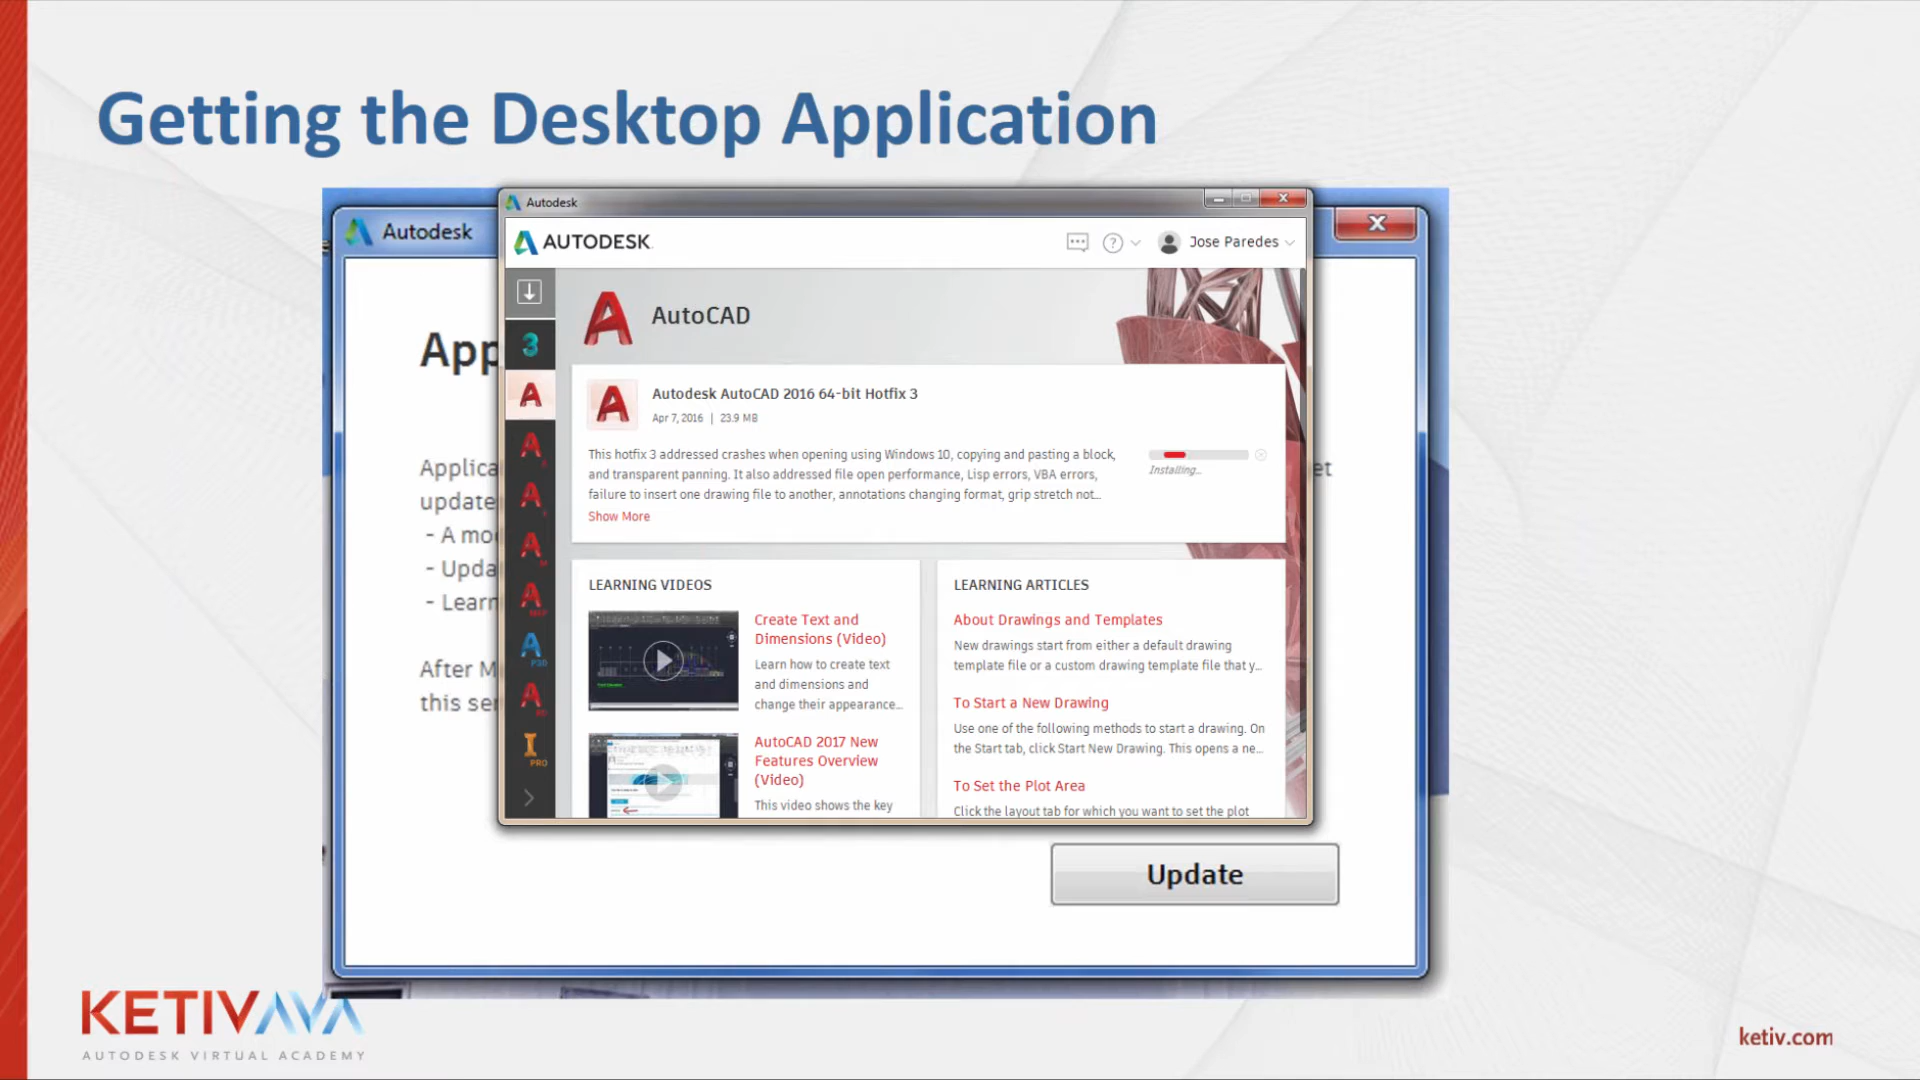 Getting the Desktop Application
Autodesk
Autodesk
AUTODESK
Jose Paredes
App
AutoCAD
Autodesk AutoCAD 2016 64-bit Hotfix 3
Apr 7, 2016 | 23.9 MB
This hotfix 3 addressed crashes when opening using Windows 10, copying and pasting a block,
and transparent panning. It also addressed file open performance, Lisp errors, VBA errors,
failure to insert one drawing file to another, annotations changing format, grip stretch not...
Show More
Installing...
Applica
et
update
- A mo
- Upda
- Learn
After M
this ser
P3D
PRO
LEARNING VIDEOS
Create Text and
Dimensions (Video)
Learn how to create text
and dimensions and
change their appearance...
AutoCAD 2017 New
Features Overview
(Video)
This video shows the key
LEARNING ARTICLES
About Drawings and Templates
New drawings start from either a default drawing
template file or a custom drawing template file that y...
To Start a New Drawing
Use one of the following methods to start a drawing. On
the Start tab, click Start New Drawing. This opens a ne...
To Set the Plot Area
Click the layout tab for which you want to set the plot
Update
KETIV AVA
AUTODESK VIRTUAL ACADEMY
ketiv.com